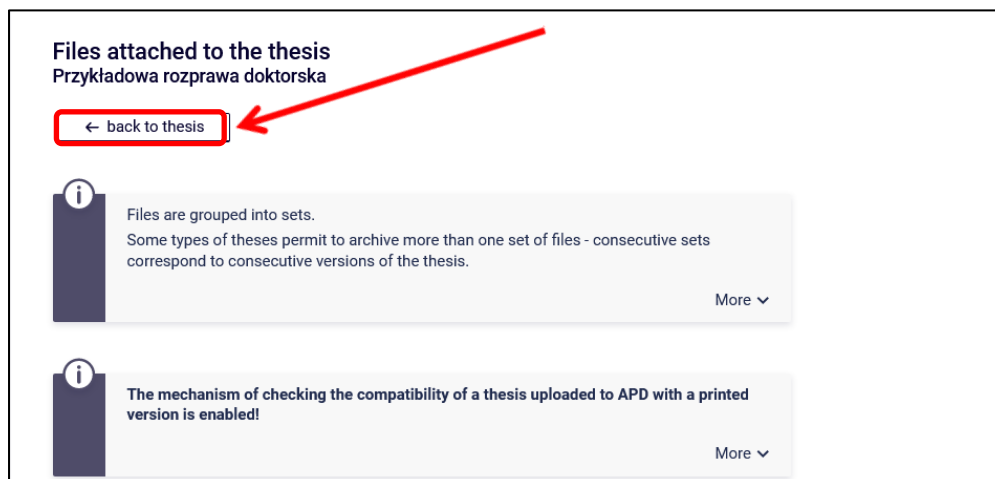 Files attached to the thesis
Przykładowa rozprawa doktorska
← back to thesis
Files are grouped into sets.
Some types of theses permit to archive more than one set of files - consecutive sets
correspond to consecutive versions of the thesis.
More
The mechanism of checking the compatibility of a thesis uploaded to APD with a printed
version is enabled!
More